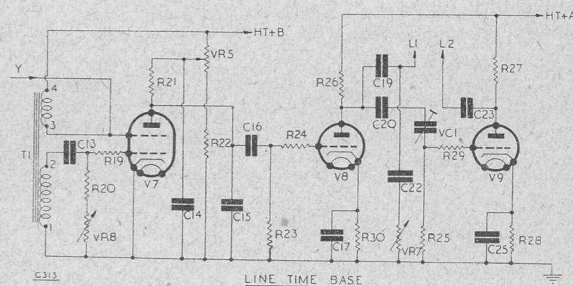 HT+B
HT+A
Y
4
R21
VR5
R26
C19
L1
L2
R27
C20
C23
3
T1
2
1
C13
R19
V7
R20
VR8
C14
R22
C15
C16
R24
R23
V8
C17
R30
C22
VR7
VC1
R29
R25
V9
C25
R28
C313
LINE TIME BASE